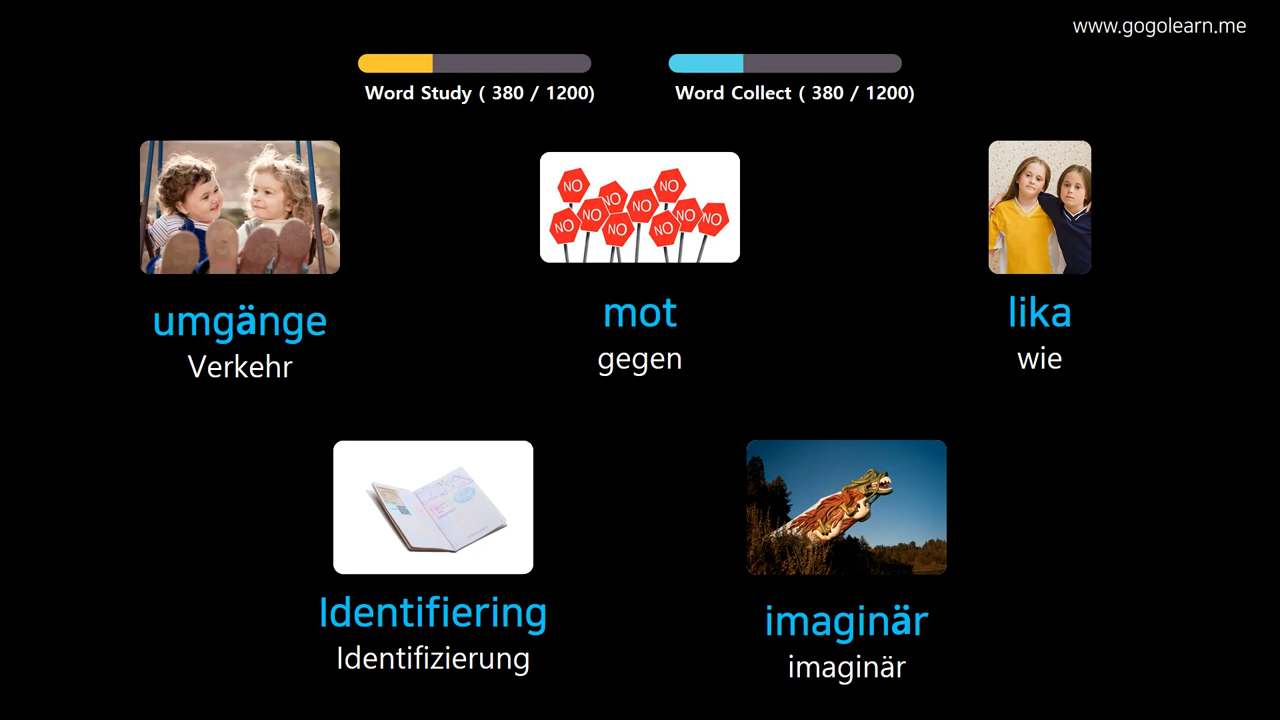 www.gogolearn.me
Word Study ( 380 / 1200)
Word Collect ( 380 / 1200)
NO NO NO NO NO NO NO NO NO NO
umgänge
Verkehr
mot
gegen
lika
wie
Identifiering
Identifizierung
imaginär
imaginär